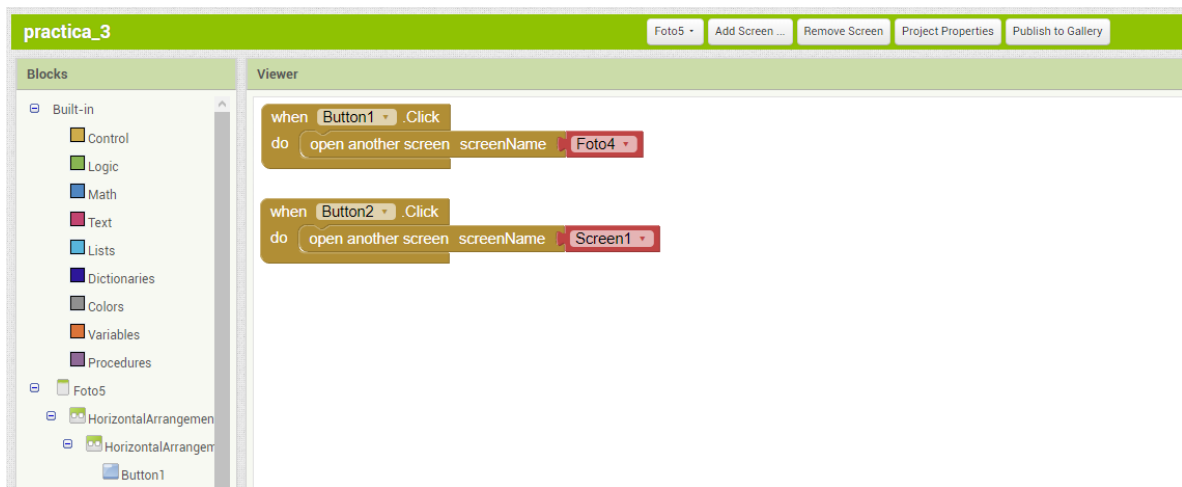 practica_3
Foto5
Add Screen ...
Remove Screen
Project Properties
Publish to Gallery
Blocks
Viewer
Built-in
Control
Logic
Math
Text
Lists
Dictionaries
Colors
Variables
Procedures
Foto5
HorizontalArrangemen
HorizontalArrangem
Button1
when Button1 .Click
do open another screen screenName Foto4
when Button2 .Click
do open another screen screenName Screen1